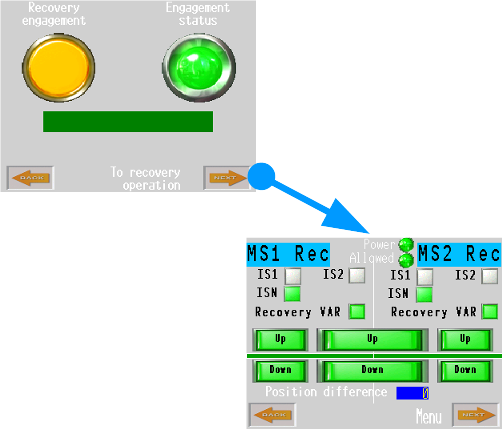 Recovery engagement
Engagement status
BACK
To recovery operation
NEXT
Power
Allowed
MS1 Rec
MS2 Rec
IS1 IS2
IS1 IS2
ISN
ISN
Recovery VAR
Recovery VAR
Up Up Up
Down Down Down
Position difference 0
BACK
Menu
NEXT